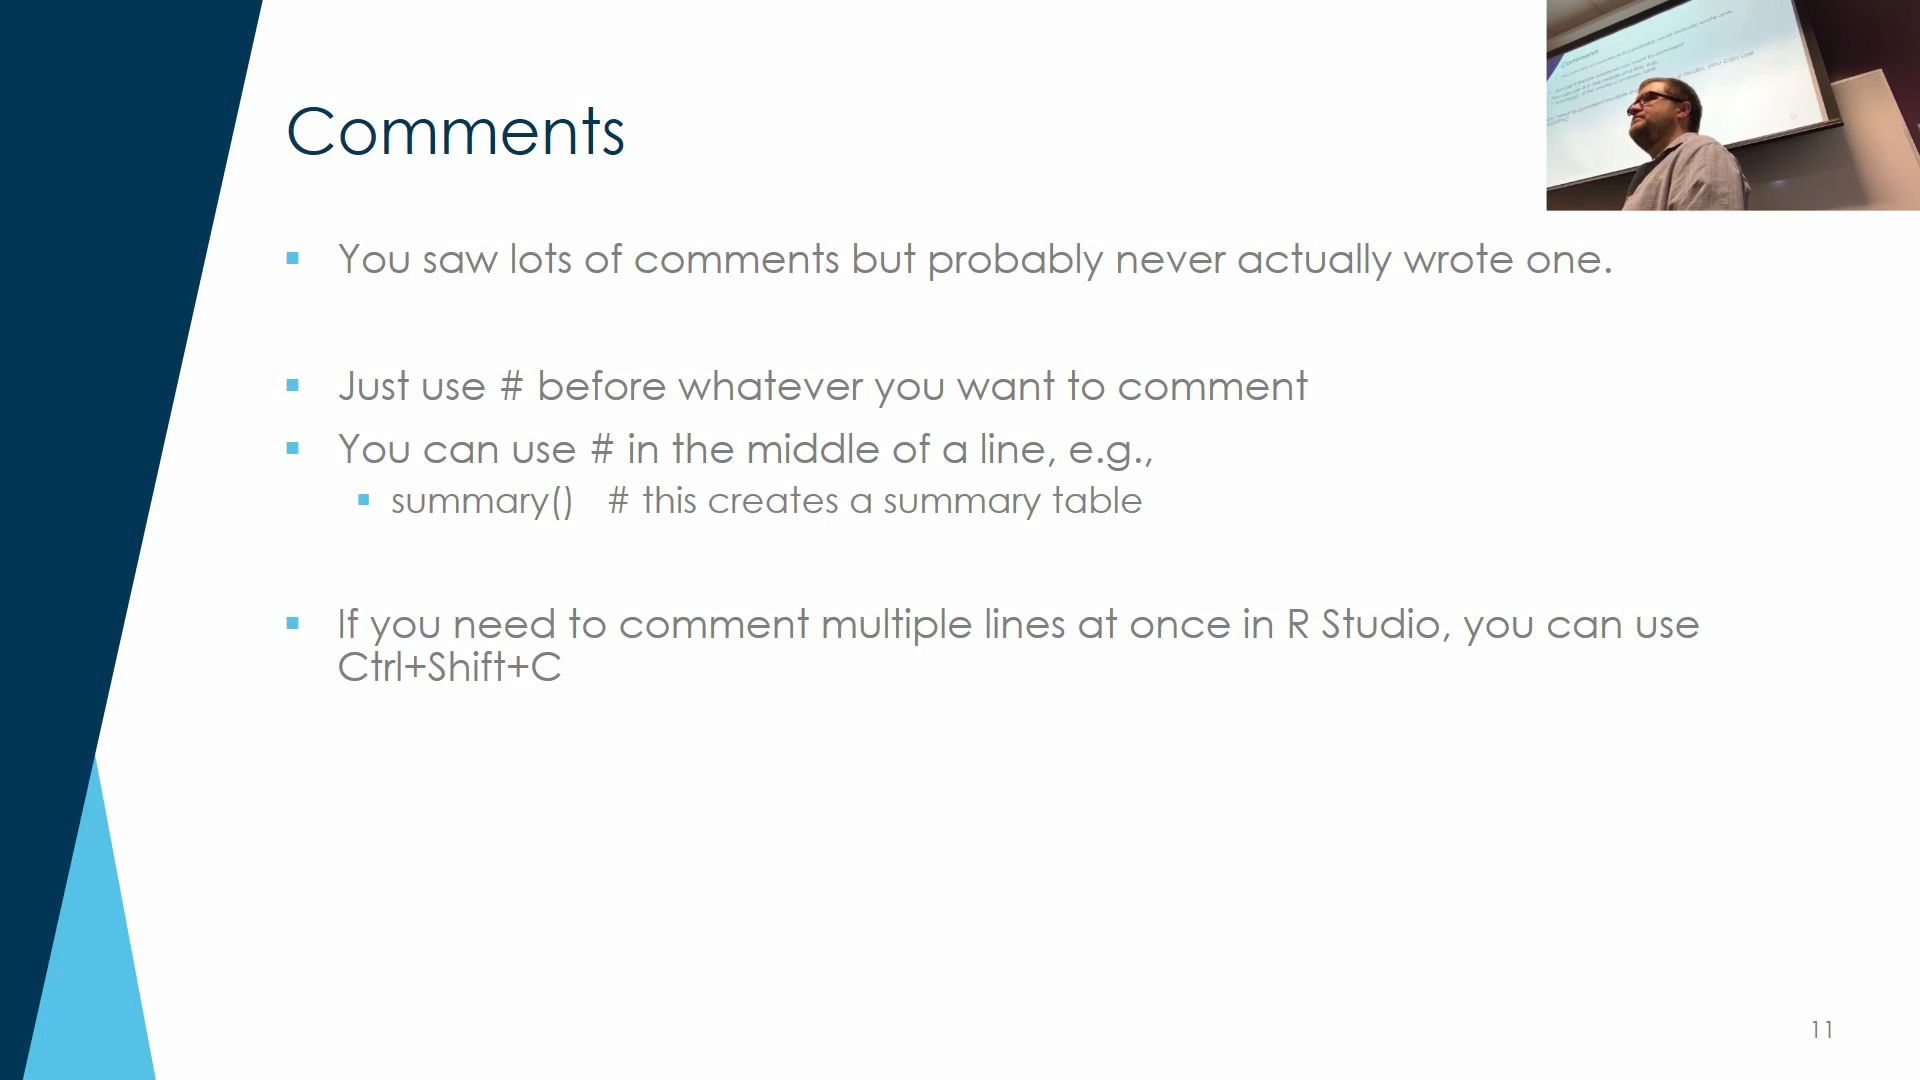 Comments
You saw lots of comments but probably never actually wrote one.
Just use # before whatever you want to comment
You can use # in the middle of a line, e.g.,
summary() # this creates a summary table
If you need to comment multiple lines at once in R Studio, you can use
Ctrl+Shift+C
11